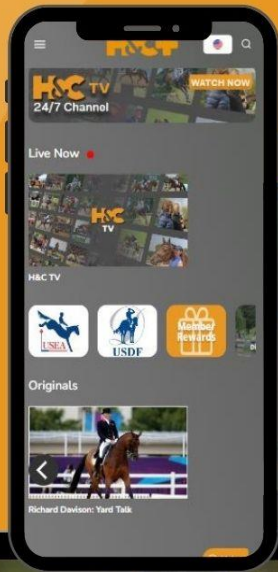 H&C+
H&C TV
WATCH NOW
24/7 Channel
Live Now
H&C
TV
H&C TV
USEA
USDF
Member
Rewards
Originals
Richard Davison: Yard Talk